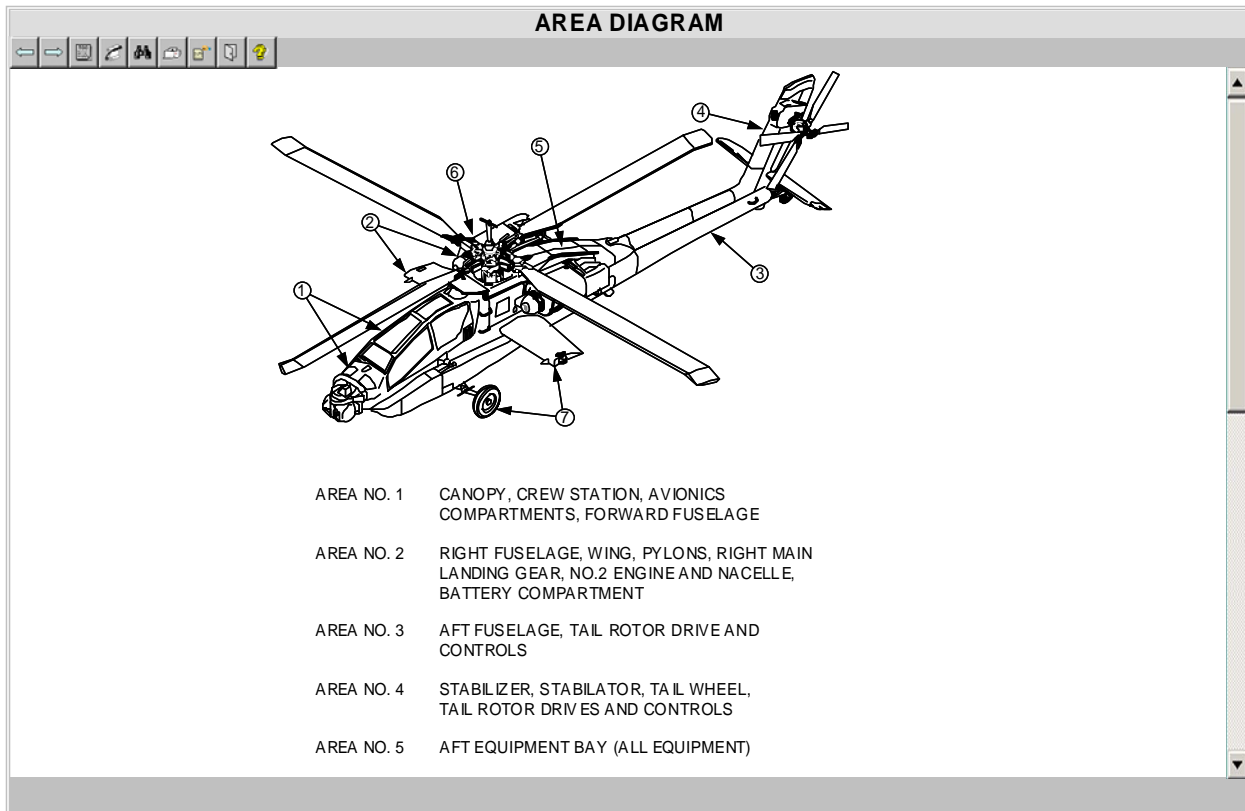 AREA DIAGRAM
4
5
6
2
3
1
7
AREA NO. 1 CANOPY, CREW STATION, AVIONICS
COMPARTMENTS, FORWARD FUSELAGE
AREA NO. 2 RIGHT FUSELAGE, WING, PYLONS, RIGHT MAIN
LANDING GEAR, NO.2 ENGINE AND NACELLE,
BATTERY COMPARTMENT
AREA NO. 3 AFT FUSELAGE, TAIL ROTOR DRIVE AND
CONTROLS
AREA NO. 4 STABILIZER, STABILATOR, TAIL WHEEL,
TAIL ROTOR DRIVES AND CONTROLS
AREA NO. 5 AFT EQUIPMENT BAY (ALL EQUIPMENT)